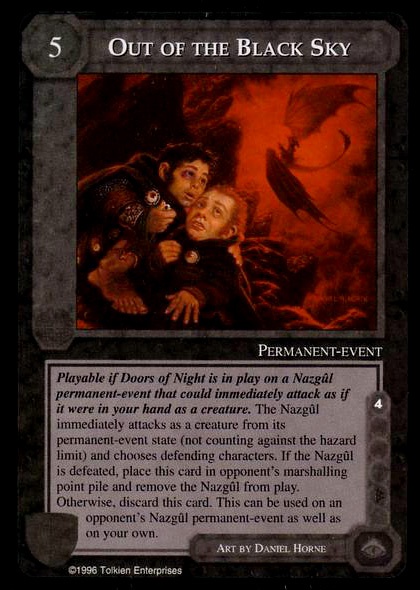 5
OUT OF THE BLACK SKY
PERMANENT-EVENT
Playable if Doors of Night is in play on a Nazgûl
permanent-event that could immediately attack as if
it were in your hand as a creature. The Nazgûl
immediately attacks as a creature from its
permanent-event state (not counting against the hazard
limit) and chooses defending characters. If the Nazgûl
is defeated, place this card in opponent's marshalling
point pile and remove the Nazgûl from play.
Otherwise, discard this card. This can be used on an
opponent's Nazgûl permanent-event as well as
on your own.
4
ART BY DANIEL HORNE
©1996 Tolkien Enterprises